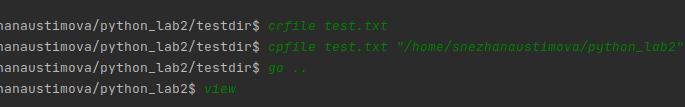 hanaustimova/python_lab2/testdir$ crfile test.txt
hanaustimova/python_lab2/testdir$ cpfile test.txt "/home/snezhanaustimova/python_lab2"
hanaustimova/python_lab2/testdir$ go ..
hanaustimova/python_lab2$ view